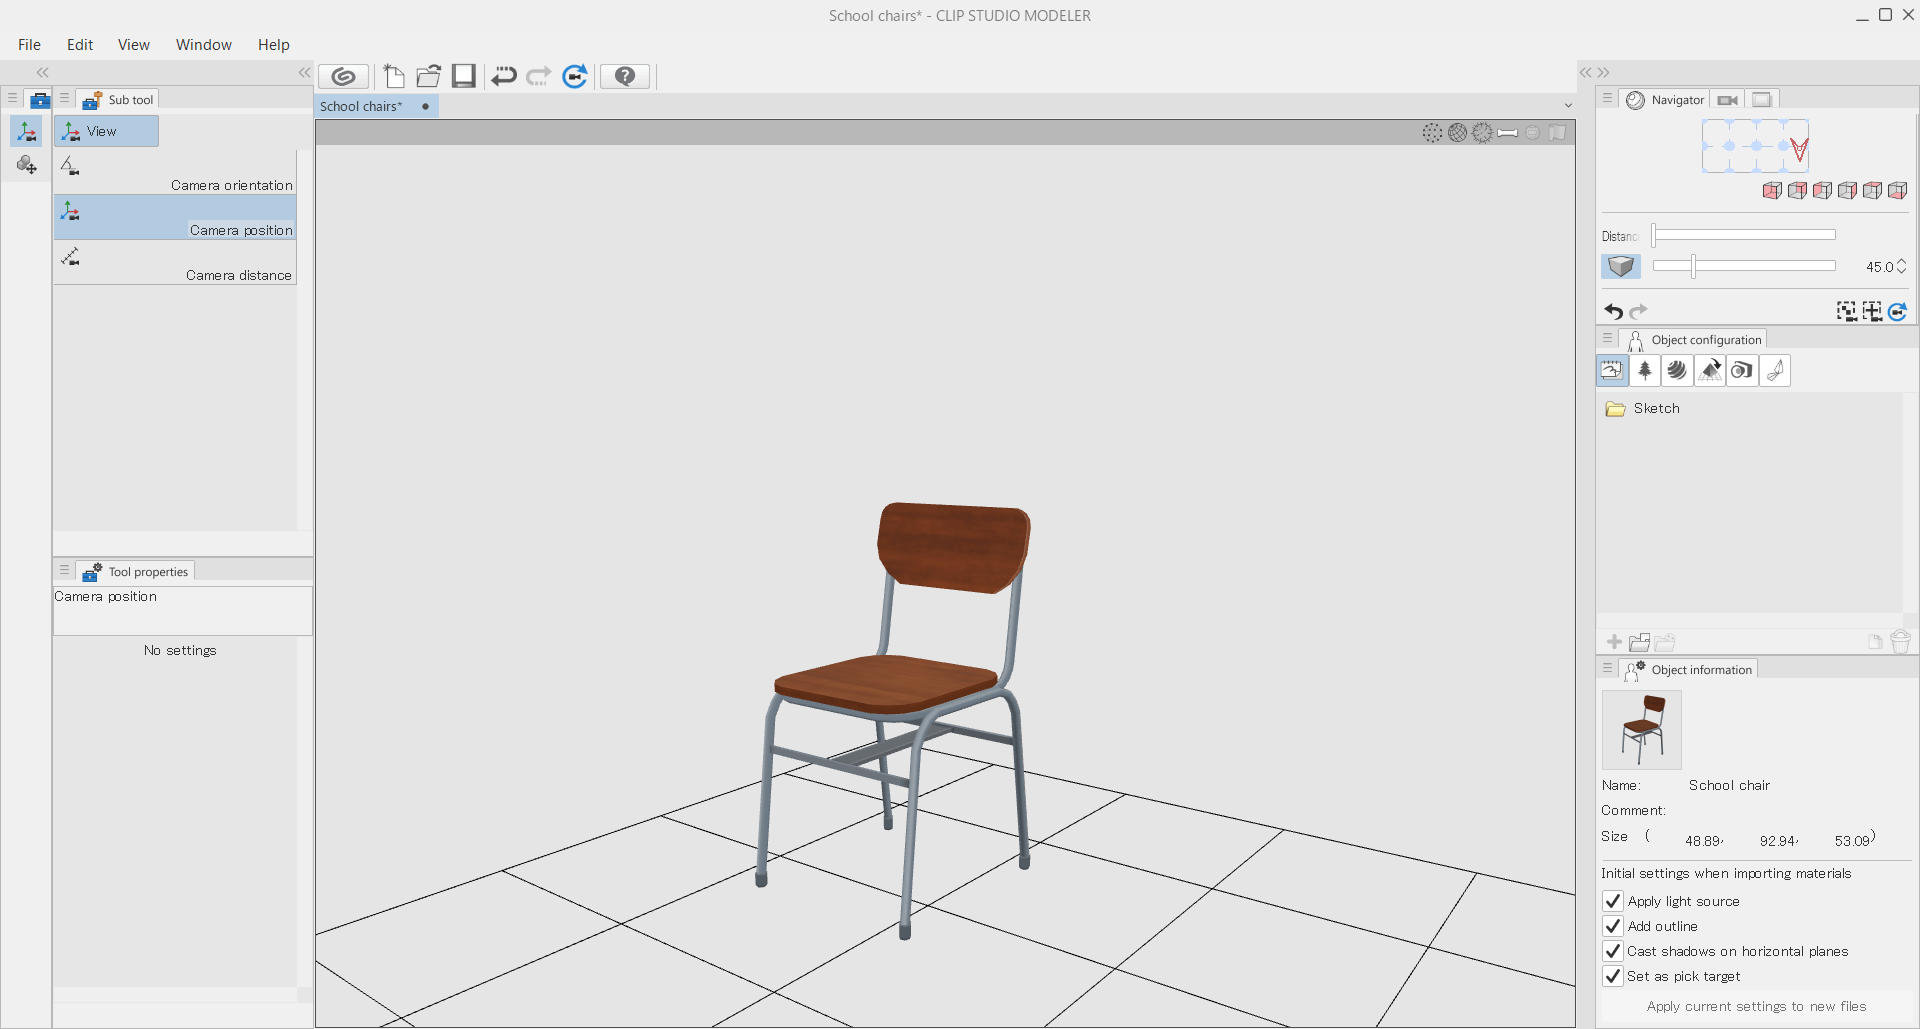 School chairs* - CLIP STUDIO MODELER
File Edit View Window Help
Sub tool
View
Camera orientation
Camera position
Camera distance
Tool properties
Camera position
No settings
School chairs*
Navigator
Distanc
45.0
Object configuration
Sketch
Object information
Name: School chair
Comment:
Size ( 48.89, 92.94, 53.09)
Initial settings when importing materials
Apply light source
Add outline
Cast shadows on horizontal planes
Set as pick target
Apply current settings to new files